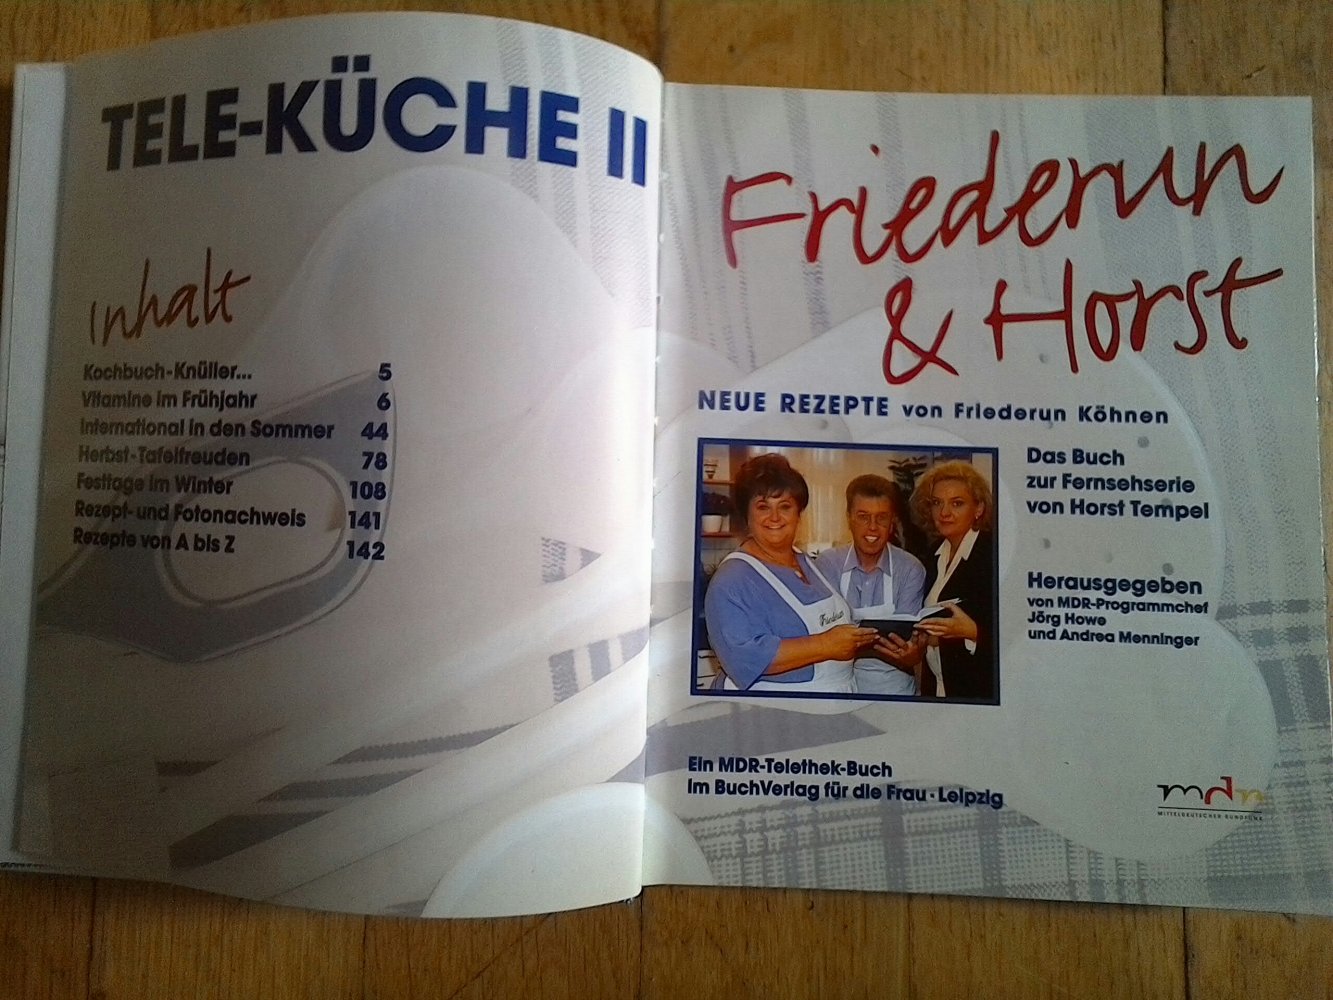 TELE-KÜCHE II
Inhalt
Kochbuch-Knüller... 5
Vitamine im Frühjahr 6
International in den Sommer 44
Herbst-Tafelfreuden 78
Festtage im Winter 108
Rezept- und Fotonachweis 141
Rezepte von A bis Z 142
Friederun
& Horst
NEUE REZEPTE von Friederun Köhnen
Das Buch
zur Fernsehserie
von Horst Tempel
Friederun
Herausgegeben
von MDR-Programmchef
Jörg Howe
und Andrea Menninger
Ein MDR-Telethek-Buch
im BuchVerlag für die Frau · Leipzig
mdr
MITTELDEUTSCHER RUNDFUNK